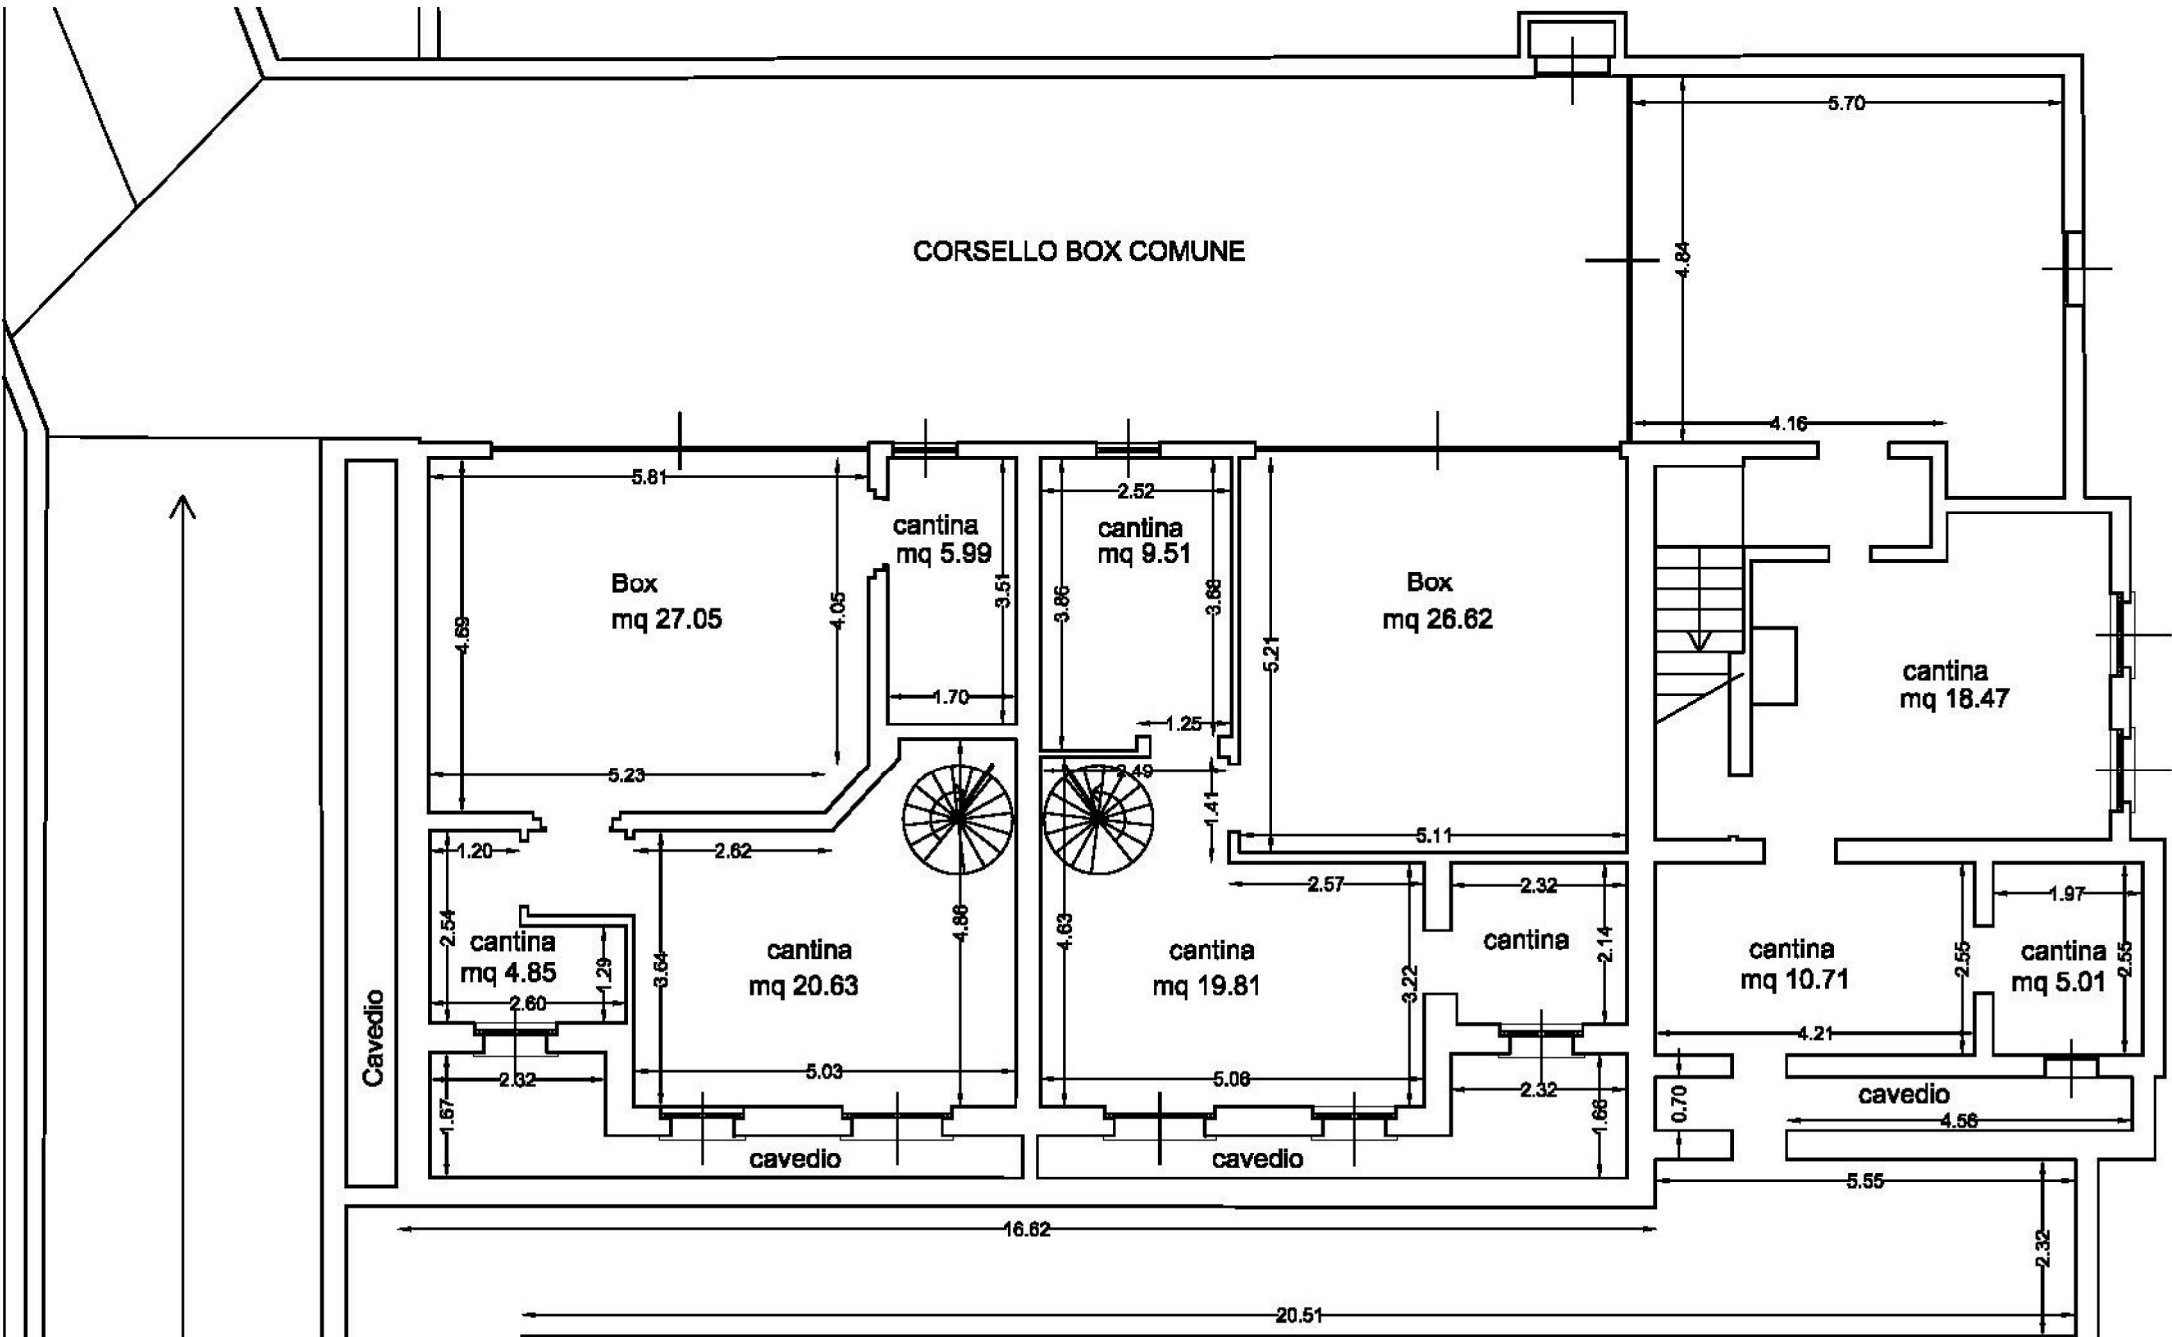 5.70
CORSELLO BOX COMUNE
4.84
4.16
5.81
2.52
cantina
mq 5.99
cantina
mq 9.51
Box
mq 27.05
4.05
3.51
3.86
3.68
Box
mq 26.62
4.69
5.21
cantina
mq 18.47
1.70
1.25
5.23
2.49
1.41
5.11
1.20
2.62
2.57
2.32
1.97
2.54
cantina
mq 4.85
1.29
3.64
cantina
mq 20.63
4.86
4.63
cantina
mq 19.81
3.22
cantina
2.14
cantina
mq 10.71
2.55
cantina
mq 5.01
2.55
2.60
Cavedio
4.21
5.03
5.06
2.32
2.32
1.67
1.66
0.70
cavedio
4.56
cavedio
cavedio
5.55
16.62
2.32
20.51